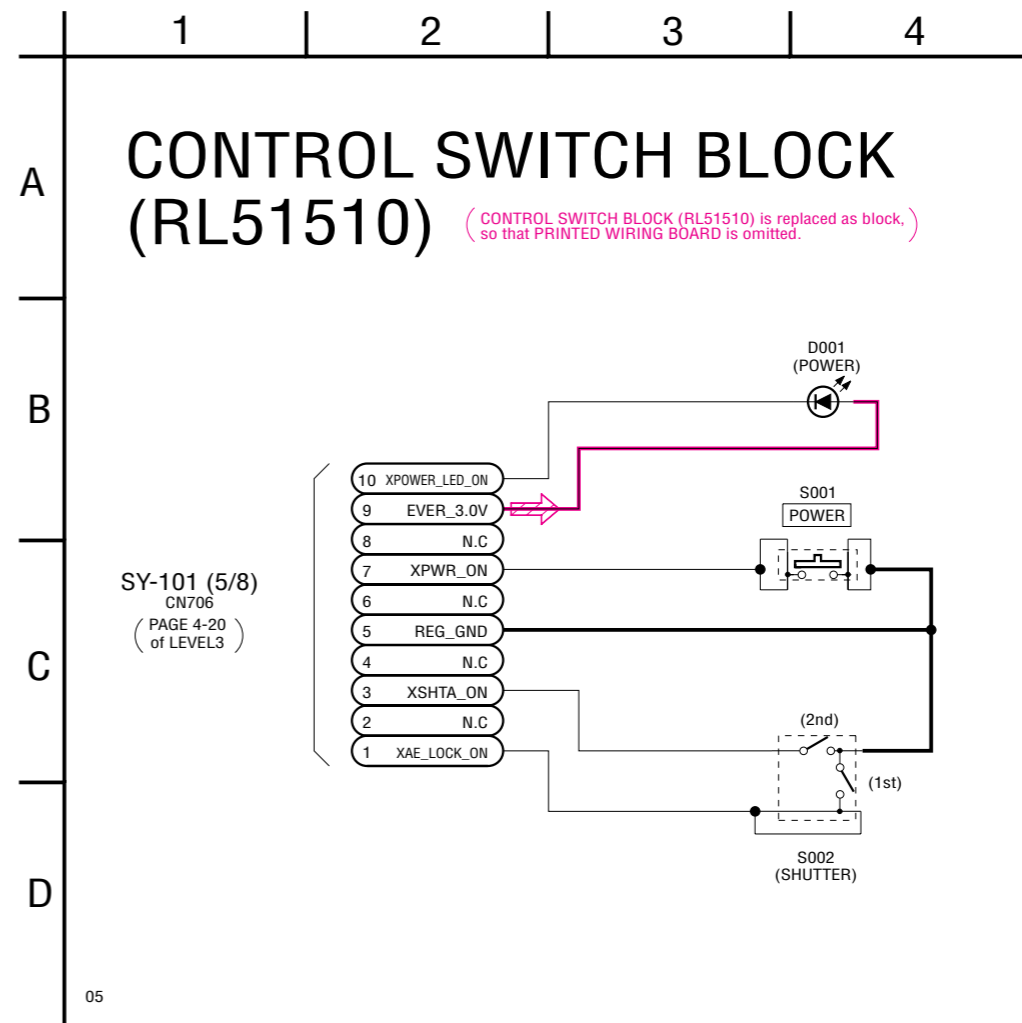 1 2 3 4
A
CONTROL SWITCH BLOCK
(RL51510)
(CONTROL SWITCH BLOCK (RL51510) is replaced as block,
so that PRINTED WIRING BOARD is omitted.)
B
D001
(POWER)
10 XPOWER_LED_ON
9 EVER_3.0V
S001
POWER
8 N.C
7 XPWR_ON
SY-101 (5/8)
CN706
(PAGE 4-20
of LEVEL3)
6 N.C
5 REG_GND
C
4 N.C
3 XSHTA_ON
2 N.C
(2nd)
1 XAE_LOCK_ON
(1st)
S002
(SHUTTER)
D
05